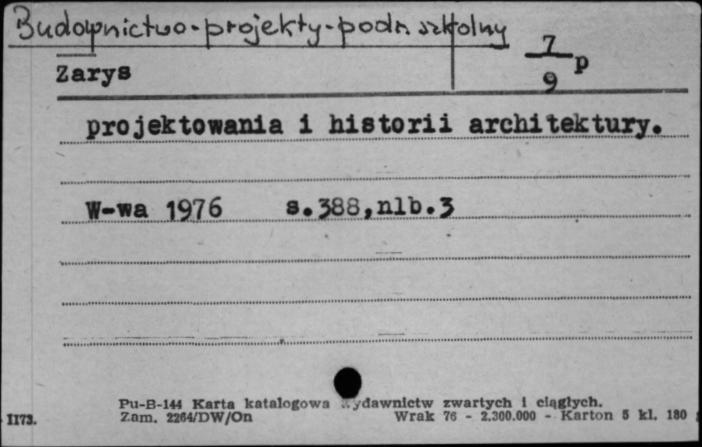 Budownictwo-projekty-podr. szkolny
7
9 p
Zarys
projektowania i historii architektury.
W-wa 1976 s.388,nlb.3
Pu-B-144 Karta katalogowa wydawnictw zwartych i ciągłych.
1173. Zam. 2264/DW/On Wrak 76 - 2.300.000 - Karton 5 kl. 180